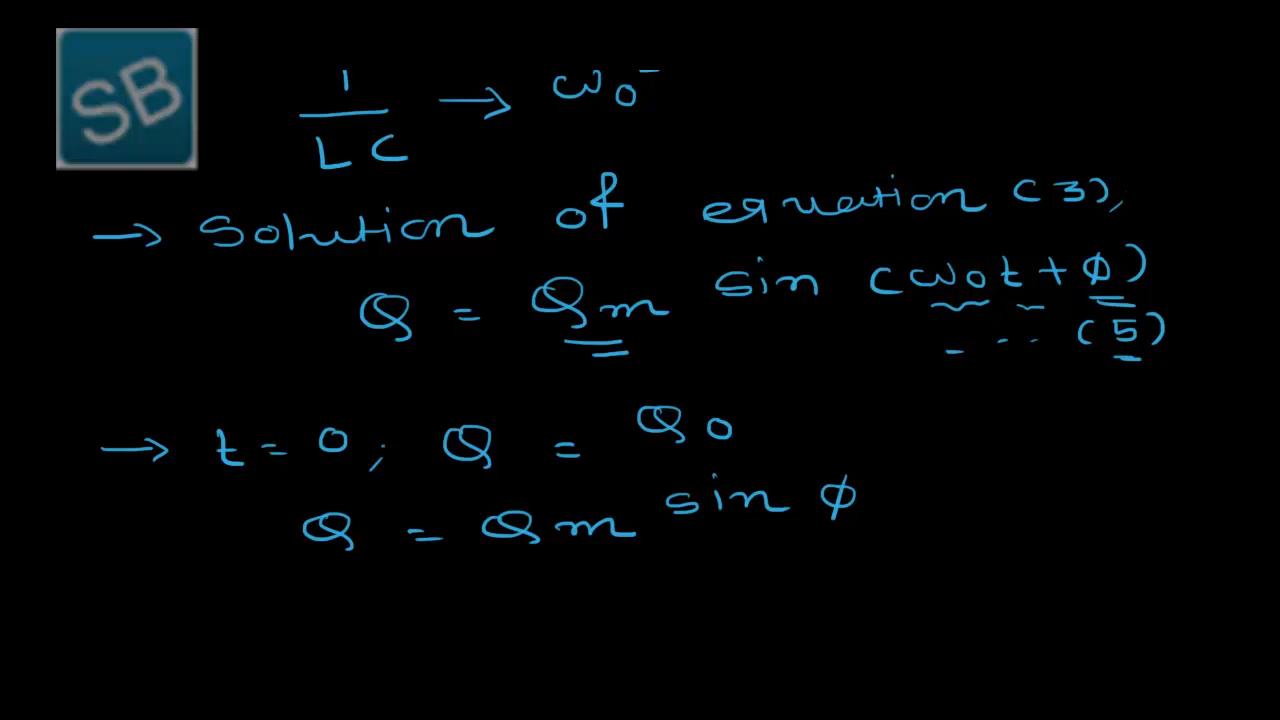 SB
1/LC → ω0⁻
→ Solution of equation (3),
Q = Qm sin (ω0t + φ)
- ... (5)
→ t = 0; Q = Q0
Q = Qm sin φ